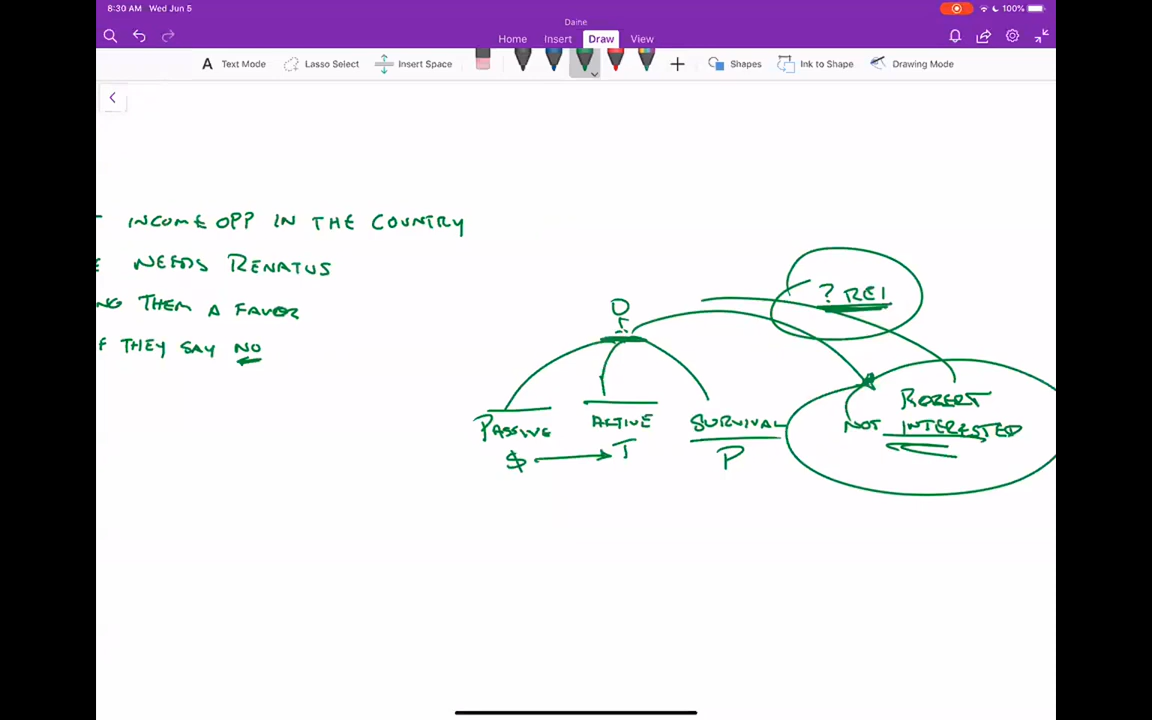 8:30 AM Wed Jun 5
100%
Daine
Home Insert Draw View
Text Mode Lasso Select Insert Space Shapes Ink to Shape Drawing Mode
INCOME OPP IN THE COUNTRY
NEEDS RENATUS
THEM A FAVOR
THEY SAY NO
? REI
PASSIVE ACTIVE SURVIVAL
$ T P
ROBERT
NOT INTERESTED